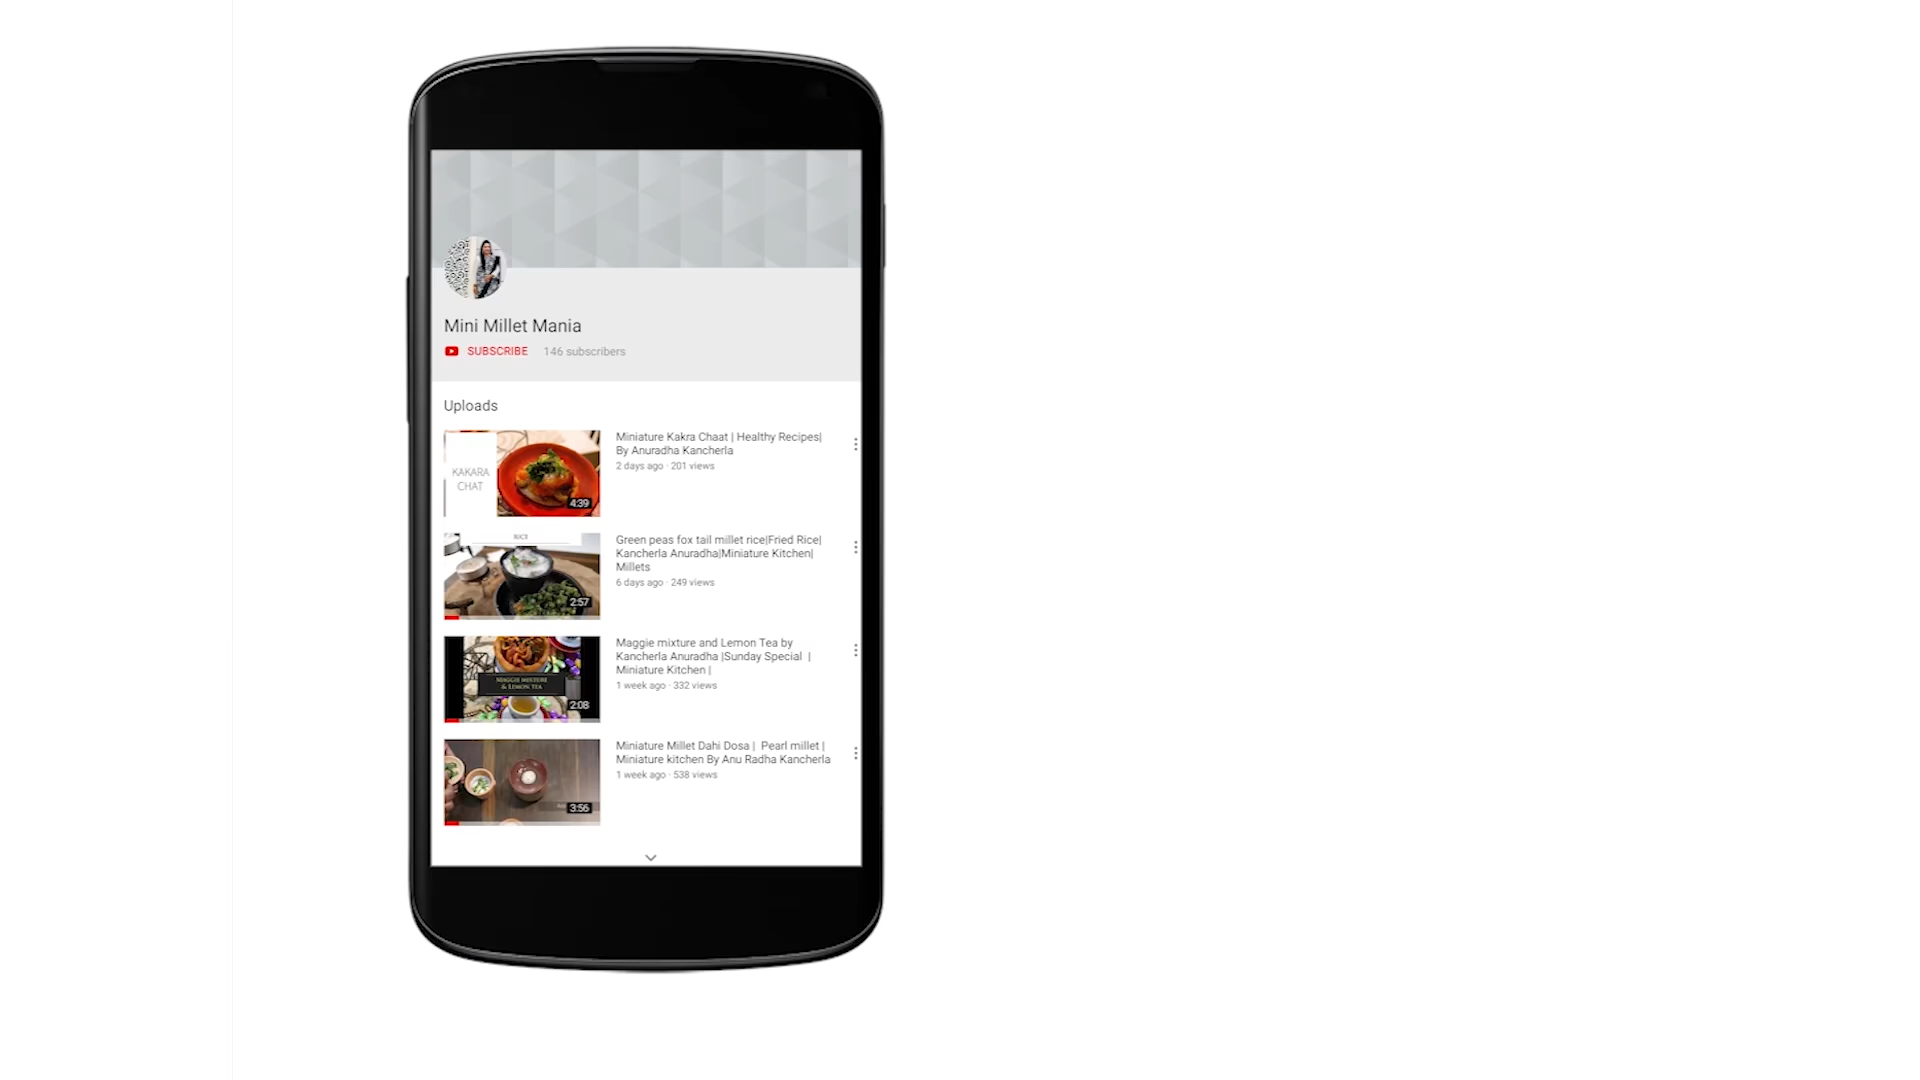 Mini Millet Mania
SUBSCRIBE 146 subscribers
Uploads
KAKARA
CHAT
4:39
Miniature Kakra Chaat | Healthy Recipes|
By Anuradha Kancherla
2 days ago · 201 views
RICE
2:57
Green peas fox tail millet rice|Fried Rice|
Kancherla Anuradha|Miniature Kitchen|
Millets
6 days ago · 249 views
MAGGIE MIXTURE
& LEMON TEA
2:08
Maggie mixture and Lemon Tea by
Kancherla Anuradha |Sunday Special |
Miniature Kitchen |
1 week ago · 332 views
3:56
Miniature Millet Dahi Dosa | Pearl millet |
Miniature kitchen By Anu Radha Kancherla
1 week ago · 538 views